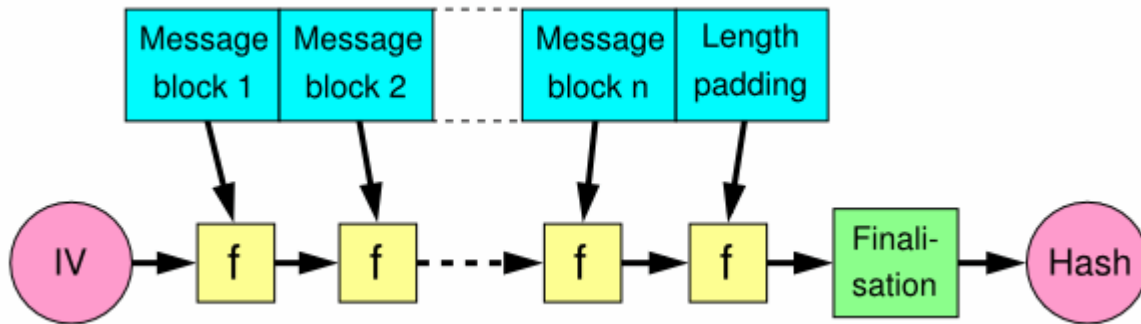 Message
block 1
Message
block 2
Message
block n
Length
padding
IV
f
f
f
f
Finali-
sation
Hash